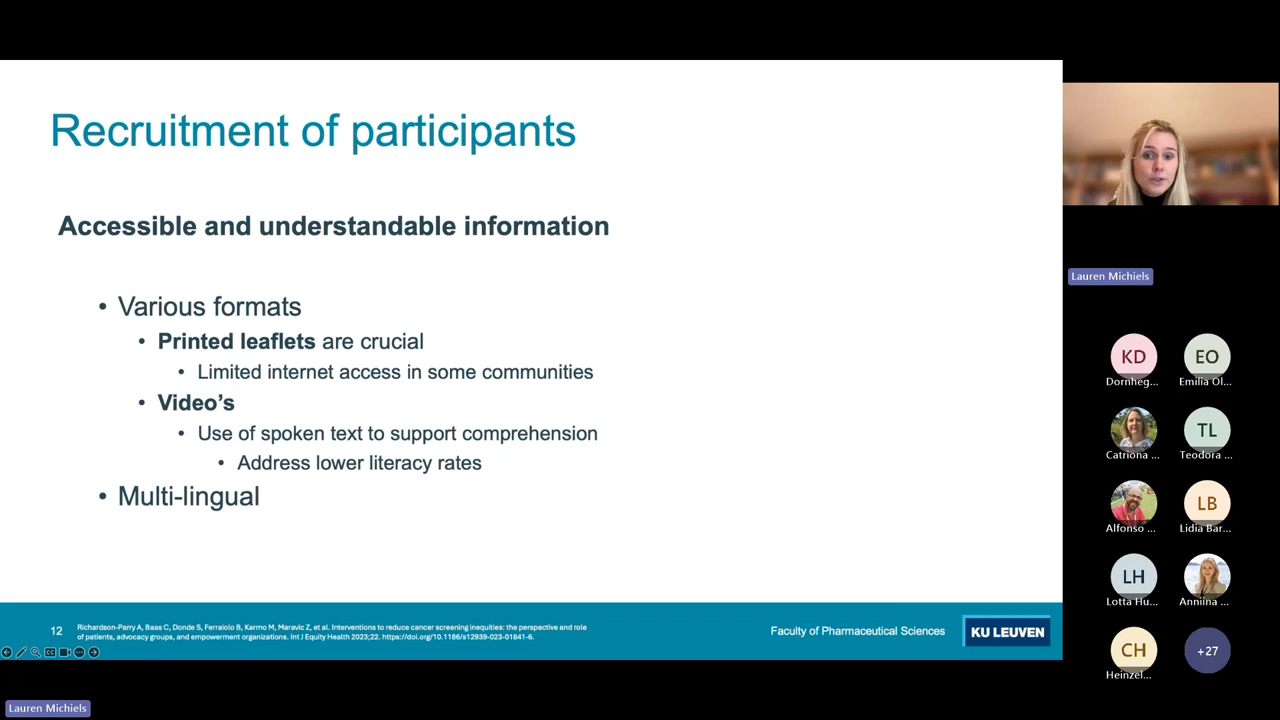 Recruitment of participants
Accessible and understandable information
• Various formats
• Printed leaflets are crucial
• Limited internet access in some communities
• Video’s
• Use of spoken text to support comprehension
• Address lower literacy rates
• Multi-lingual
12
Richardson-Parry A, Baas C, Donde S, Ferraiolo B, Karmo M, Maravic Z, et al. Interventions to reduce cancer screening inequities: the perspective and role
of patients, advocacy groups, and empowerment organizations. Int J Equity Health 2023;22. https://doi.org/10.1186/s12939-023-01841-6.
Faculty of Pharmaceutical Sciences
KU LEUVEN
Lauren Michiels
KD
Dornheg...
EO
Emilia Ol...
Catriona ...
TL
Teodora ...
Alfonso ...
LB
Lidia Bar...
LH
Lotta Hu...
Anniina ...
CH
Heinzel...
+27
Lauren Michiels